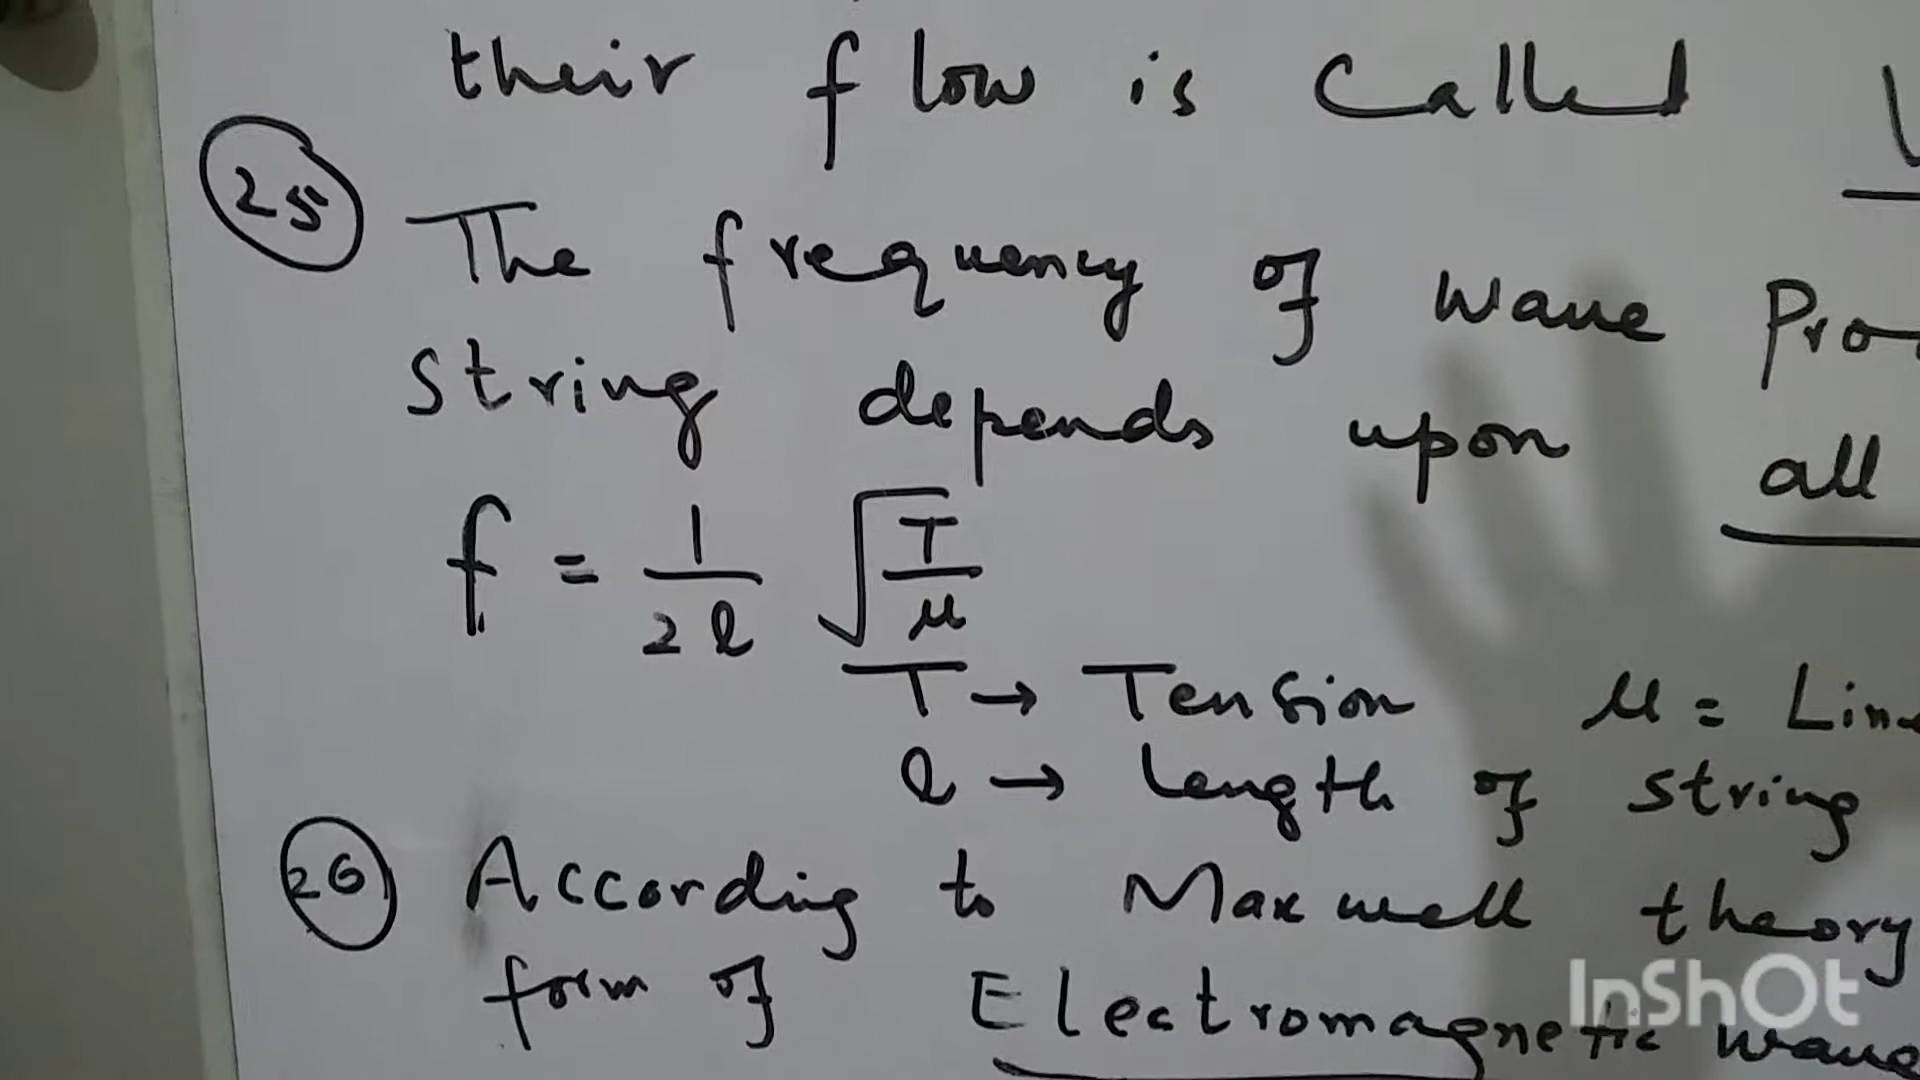 their flow is called
25 The frequency of wave Pro
string depends upon all
f = 1/2l √T/μ
T → Tension μ = Line
l → Length of string
26 According to Maxwell theory
form of Electromagnetic wave
InShOt